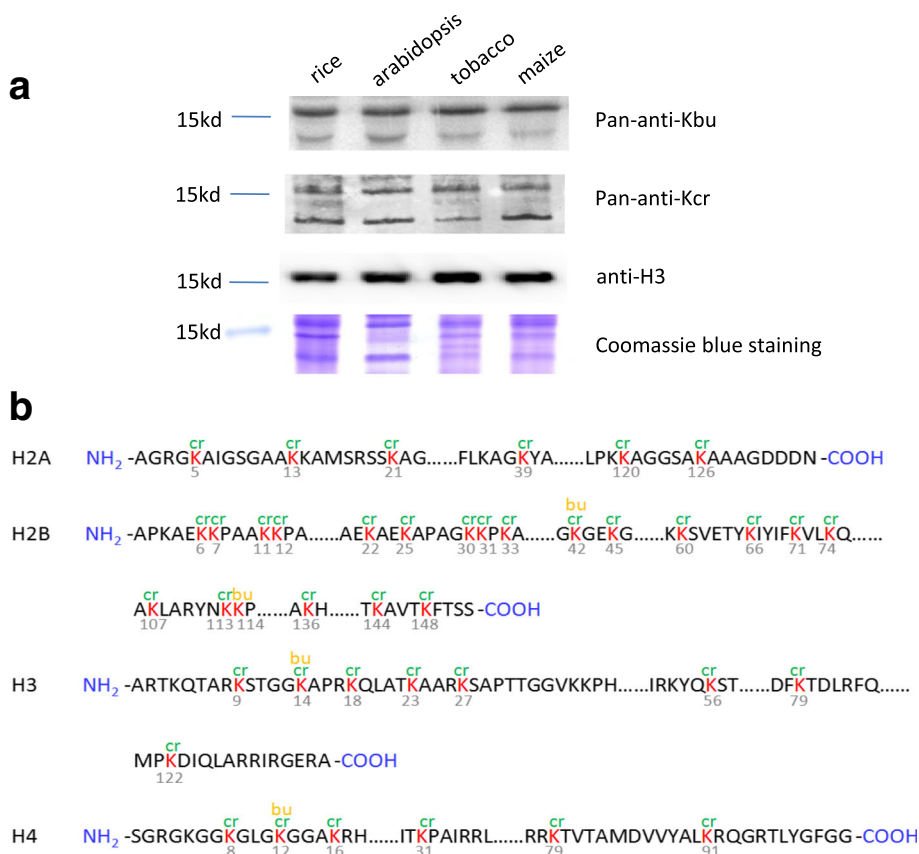 a
rice arabidopsis tobacco maize
15kd Pan-anti-Kbu
15kd Pan-anti-Kcr
15kd anti-H3
15kd Coomassie blue staining
b
cr cr cr cr cr cr
H2A NH2 -AGRGKAIGSGAAKKAMSRSSKAG......FLKAGKYA......LPKKAGGSAKAAAGDDDN -COOH
5 13 21 39 120 126
bu
crcr crcr cr cr crcr cr cr cr cr cr cr cr
H2B NH2 -APKAEKKPAAKKPA......AEKAEKAPAGKKPKA......GKGEKG......KKSVETYKIYIFKVLKQ......
6 7 11 12 22 25 30 31 33 42 45 60 66 71 74
cr cr bu cr cr cr
AKLARYNKKP......AKH......TKAVTKFTSS -COOH
107 113 114 136 144 148
bu
cr cr cr cr cr cr cr
H3 NH2 -ARTKQTARKSTGGKAPRKQLATKAARKSAPTTGGVKKPH......IRKYQKST......DFKTDLRFQ......
9 14 18 23 27 56 79
cr
MPKDIQLARRIRGERA -COOH
122
bu
cr cr cr cr cr cr
H4 NH2 -SGRGKGGKGLGKGGAKRH......ITKPAIRRL......RRKTVTAMDVVYALKRQGRTLYGFGG -COOH
8 12 16 31 79 91